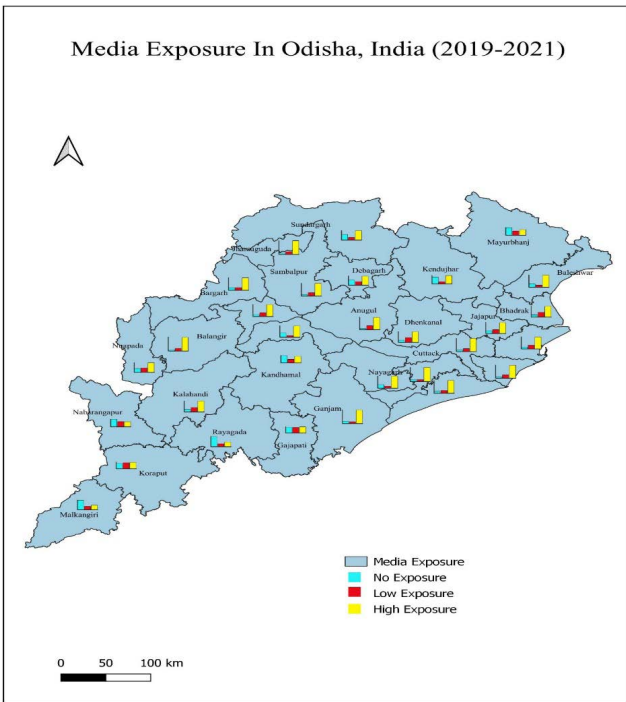 Media Exposure In Odisha, India (2019-2021)
Sundargarh
Mayurbhanj
Jharsuguda
Sambalpur
Debagarh
Kendujhar
Baleshwar
Bargarh
Anugul
Dhenkanal
Jajapur
Bhadrak
Nuapada
Balangir
Cuttack
Kandhamal
Nayagarh
Kalahandi
Ganjam
Nabarangapur
Rayagada
Gajapati
Koraput
Malkangiri
Media Exposure
No Exposure
Low Exposure
High Exposure
0 50 100 km